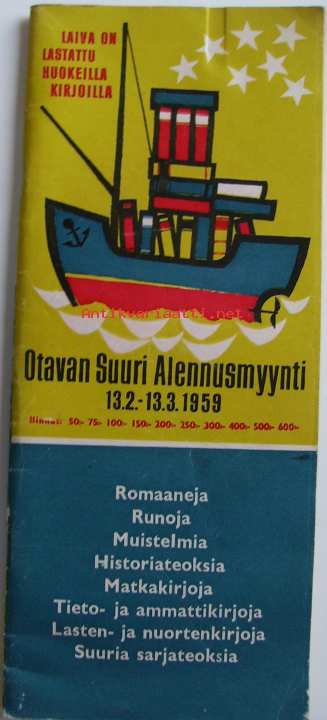 LAIVA ON
LASTATTU
HUOKEILLA
KIRJOILLA
Antikvariaatti.net
Otavan Suuri Alennusmyynti
13.2.-13.3.1959
Hinnat: 50:- 75:- 100:- 150:- 200:- 250:- 300:- 400:- 500:- 600:-
Romaaneja
Runoja
Muistelmia
Historiateoksia
Matkakirjoja
Tieto- ja ammattikirjoja
Lasten- ja nuortenkirjoja
Suuria sarjateoksia